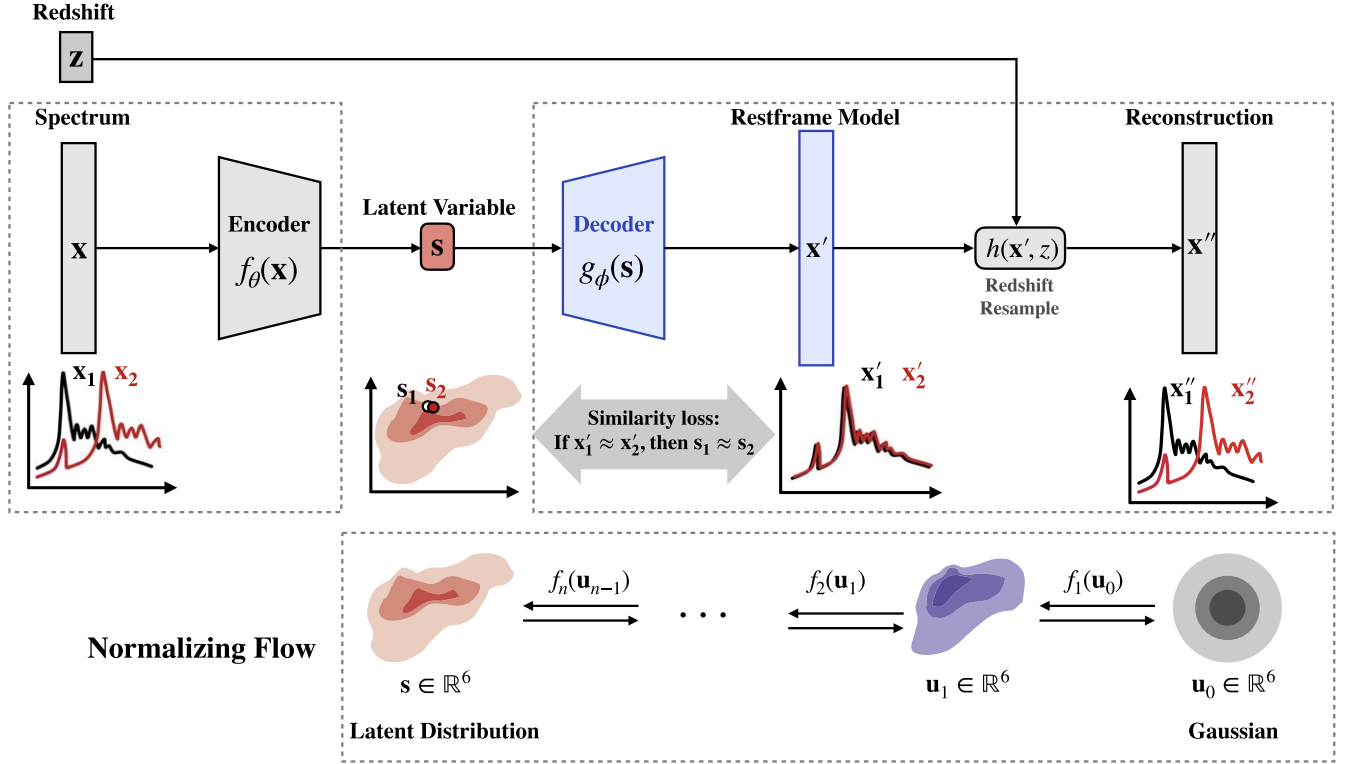 Redshift
z
Spectrum
Restframe Model
Reconstruction
x
Encoder
f_θ(x)
Latent Variable
s
Decoder
g_ϕ(s)
x′
h(x′, z)
Redshift
Resample
x″
x₁ x₂
s₁ s₂
Similarity loss:
If x′₁ ≈ x′₂, then s₁ ≈ s₂
x′₁ x′₂
x″₁ x″₂
Normalizing Flow
fₙ(uₙ₋₁)
. . .
f₂(u₁)
f₁(u₀)
s ∈ ℝ⁶
u₁ ∈ ℝ⁶
u₀ ∈ ℝ⁶
Latent Distribution
Gaussian